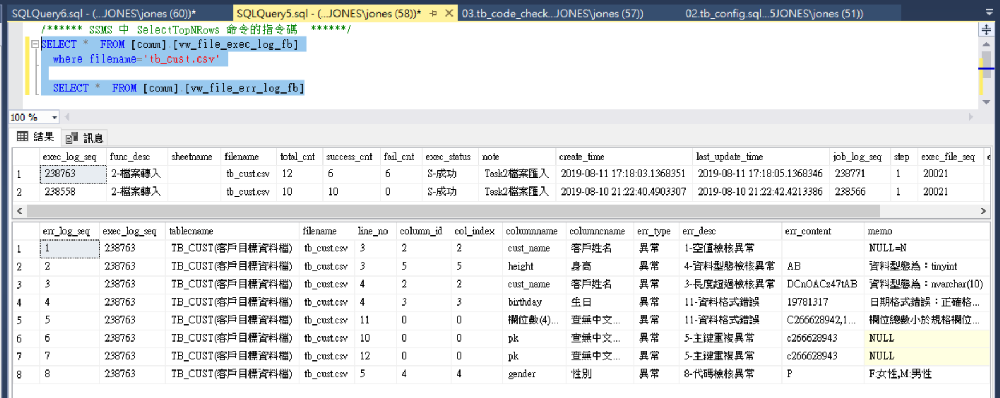 SQLQuery6.sql - (...JONES\jones (60))* SQLQuery5.sql - (...JONES\jones (58))* 03.tb_code_check...JONES\jones (57)) 02.tb_config.sql...5JONES\jones (51))
/****** SSMS 中 SelectTopNRows 命令的指令碼 ******/
SELECT * FROM [comm].[vw_file_exec_log_fb]
where filename='tb_cust.csv'
SELECT * FROM [comm].[vw_file_err_log_fb]
100 %
結果 訊息
exec_log_seq func_desc sheetname filename total_cnt success_cnt fail_cnt exec_status note create_time last_update_time job_log_seq step exec_file_seq e
1 238763 2-檔案轉入 tb_cust.csv 12 6 6 S-成功 Task2檔案匯入 2019-08-11 17:18:03.1368351 2019-08-11 17:18:05.1368346 238771 1 20021
2 238558 2-檔案轉入 tb_cust.csv 10 10 0 S-成功 Task2檔案匯入 2019-08-10 21:22:40.4903307 2019-08-10 21:22:42.4213386 238566 1 20021
err_log_seq exec_log_seq tablecname filename line_no column_id col_index columnname columncname err_type err_desc err_content memo
1 1 238763 TB_CUST(客戶目標資料檔) tb_cust.csv 3 2 2 cust_name 客戶姓名 異常 1-空值檢核異常 NULL=N
2 2 238763 TB_CUST(客戶目標資料檔) tb_cust.csv 3 5 5 height 身高 異常 4-資料型態檢核異常 AB 資料型態為：tinyint
3 3 238763 TB_CUST(客戶目標資料檔) tb_cust.csv 4 2 2 cust_name 客戶姓名 異常 3-長度超過檢核異常 DCnOACz47tAB 資料型態為：nvarchar(10)
4 4 238763 TB_CUST(客戶目標資料檔) tb_cust.csv 4 3 3 birthday 生日 異常 11-資料格式錯誤 19781317 日期格式錯誤：正確格...
5 5 238763 TB_CUST(客戶目標資料檔) tb_cust.csv 11 0 0 欄位數(4)... 查無中文... 異常 11-資料格式錯誤 C266628942,1... 欄位總數小於規格欄位...
6 6 238763 TB_CUST(客戶目標資料檔) tb_cust.csv 10 0 0 pk 查無中文... 異常 5-主鍵重複異常 c266628943 NULL
7 7 238763 TB_CUST(客戶目標資料檔) tb_cust.csv 12 0 0 pk 查無中文... 異常 5-主鍵重複異常 c266628943 NULL
8 8 238763 TB_CUST(客戶目標資料檔) tb_cust.csv 5 4 4 gender 性別 異常 8-代碼檢核異常 P F:女性,M:男性